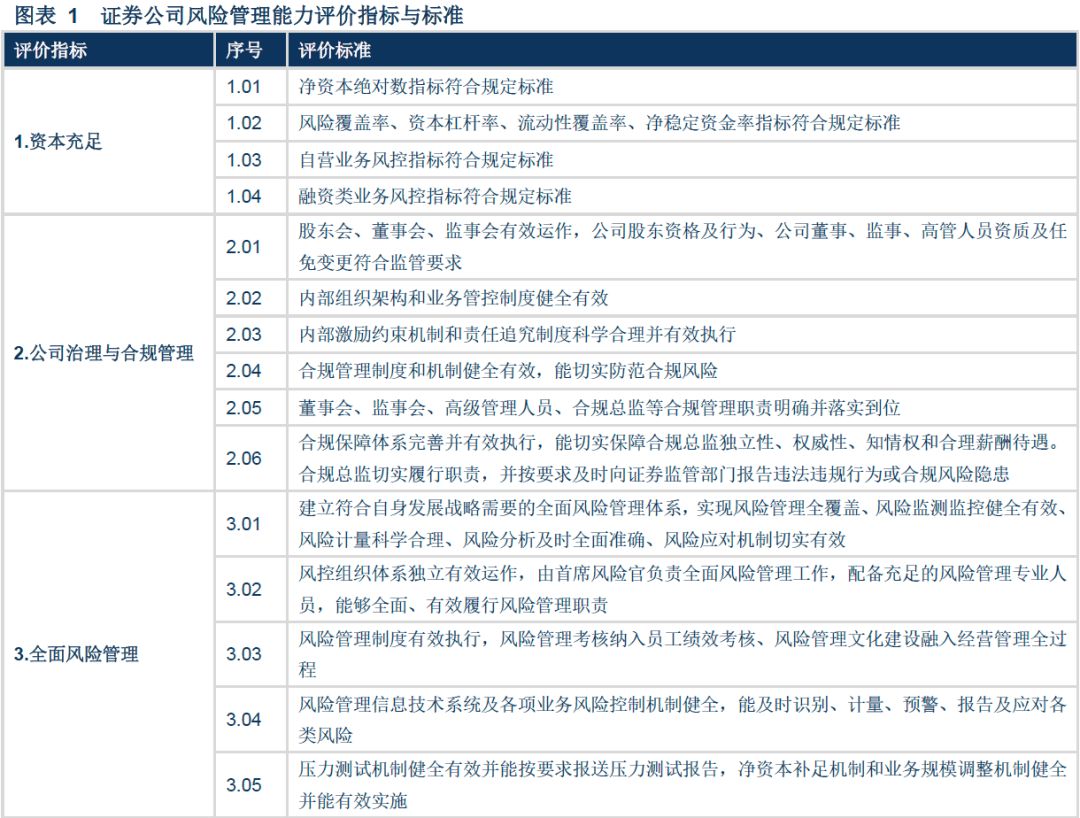 图表 1 证券公司风险管理能力评价指标与标准
评价指标 序号 评价标准
1.资本充足
1.01 净资本绝对数指标符合规定标准
1.02 风险覆盖率、资本杠杆率、流动性覆盖率、净稳定资金率指标符合规定标准
1.03 自营业务风控指标符合规定标准
1.04 融资类业务风控指标符合规定标准
2.公司治理与合规管理
2.01 股东会、董事会、监事会有效运作，公司股东资格及行为、公司董事、监事、高管人员资质及任
免变更符合监管要求
2.02 内部组织架构和业务管控制度健全有效
2.03 内部激励约束机制和责任追究制度科学合理并有效执行
2.04 合规管理制度和机制健全有效，能切实防范合规风险
2.05 董事会、监事会、高级管理人员、合规总监等合规管理职责明确并落实到位
2.06 合规保障体系完善并有效执行，能切实保障合规总监独立性、权威性、知情权和合理薪酬待遇。
合规总监切实履行职责，并按要求及时向证券监管部门报告违法违规行为或合规风险隐患
3.全面风险管理
3.01 建立符合自身发展战略需要的全面风险管理体系，实现风险管理全覆盖、风险监测监控健全有效、
风险计量科学合理、风险分析及时全面准确、风险应对机制切实有效
3.02 风控组织体系独立有效运作，由首席风险官负责全面风险管理工作，配备充足的风险管理专业人
员，能够全面、有效履行风险管理职责
3.03 风险管理制度有效执行，风险管理考核纳入员工绩效考核、风险管理文化建设融入经营管理全过
程
3.04 风险管理信息技术系统及各项业务风险控制机制健全，能及时识别、计量、预警、报告及应对各
类风险
3.05 压力测试机制健全有效并能按要求报送压力测试报告，净资本补足机制和业务规模调整机制健全
并能有效实施